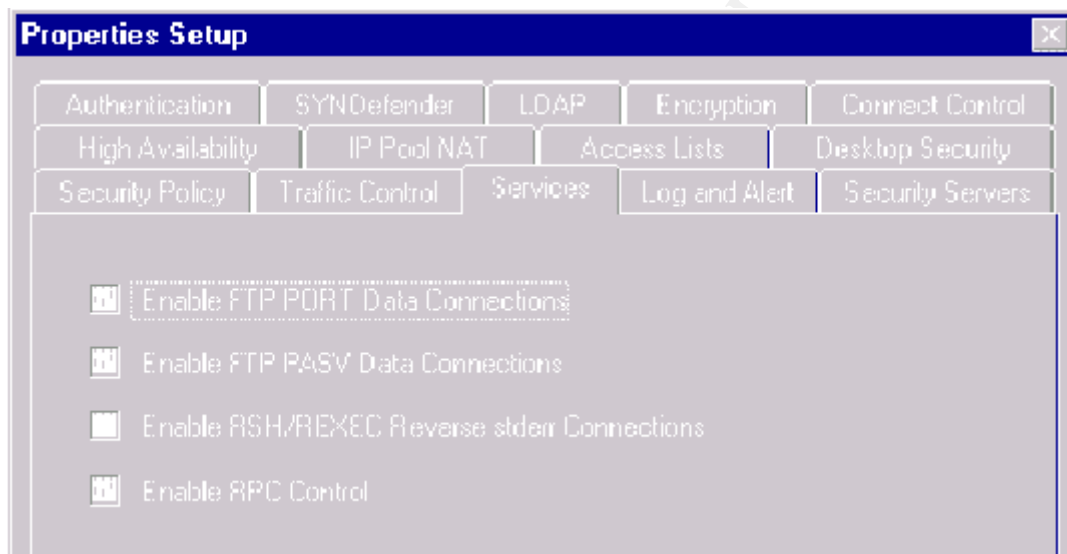 Properties Setup
Authentication SYNDefender LDAP Encryption Connect Control
High Availability IP Pool NAT Access Lists Desktop Security
Security Policy Traffic Control Services Log and Alert Security Servers
Enable FTP PORT Data Connections
Enable FTP PASV Data Connections
Enable RSH/REXEC Reverse stderr Connections
Enable RPC Control